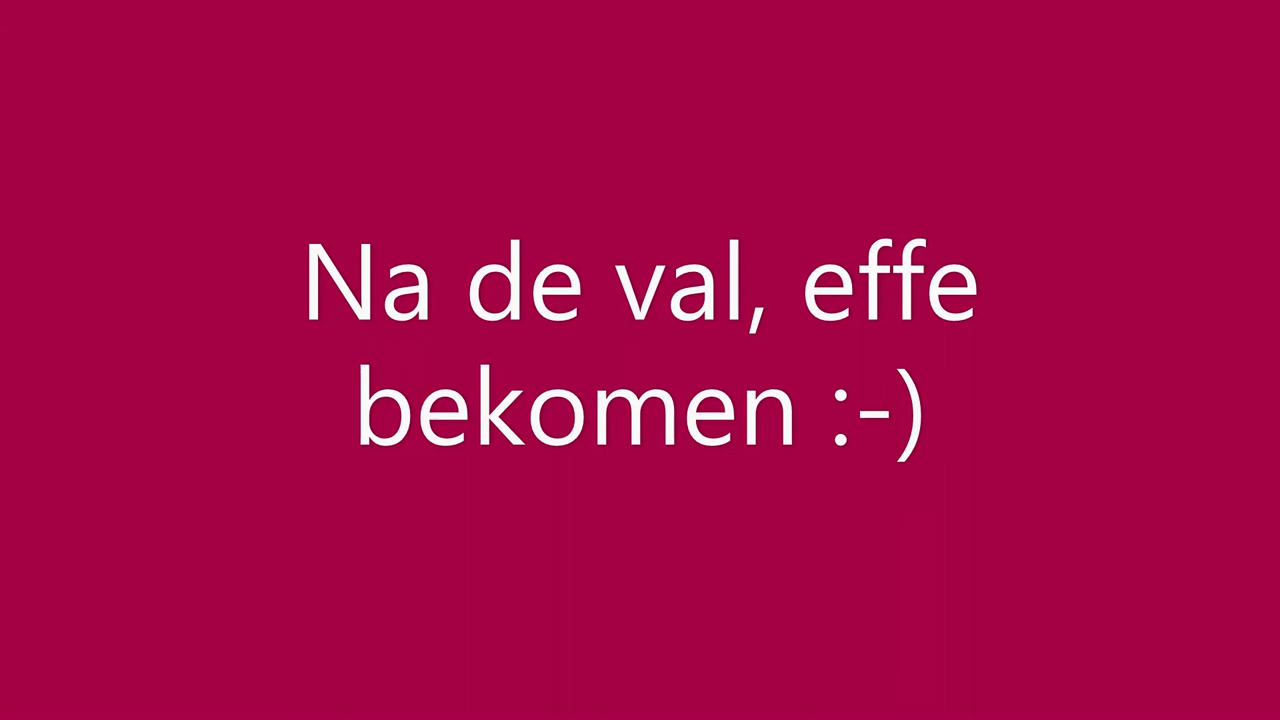 Na de val, effe
bekomen :-)